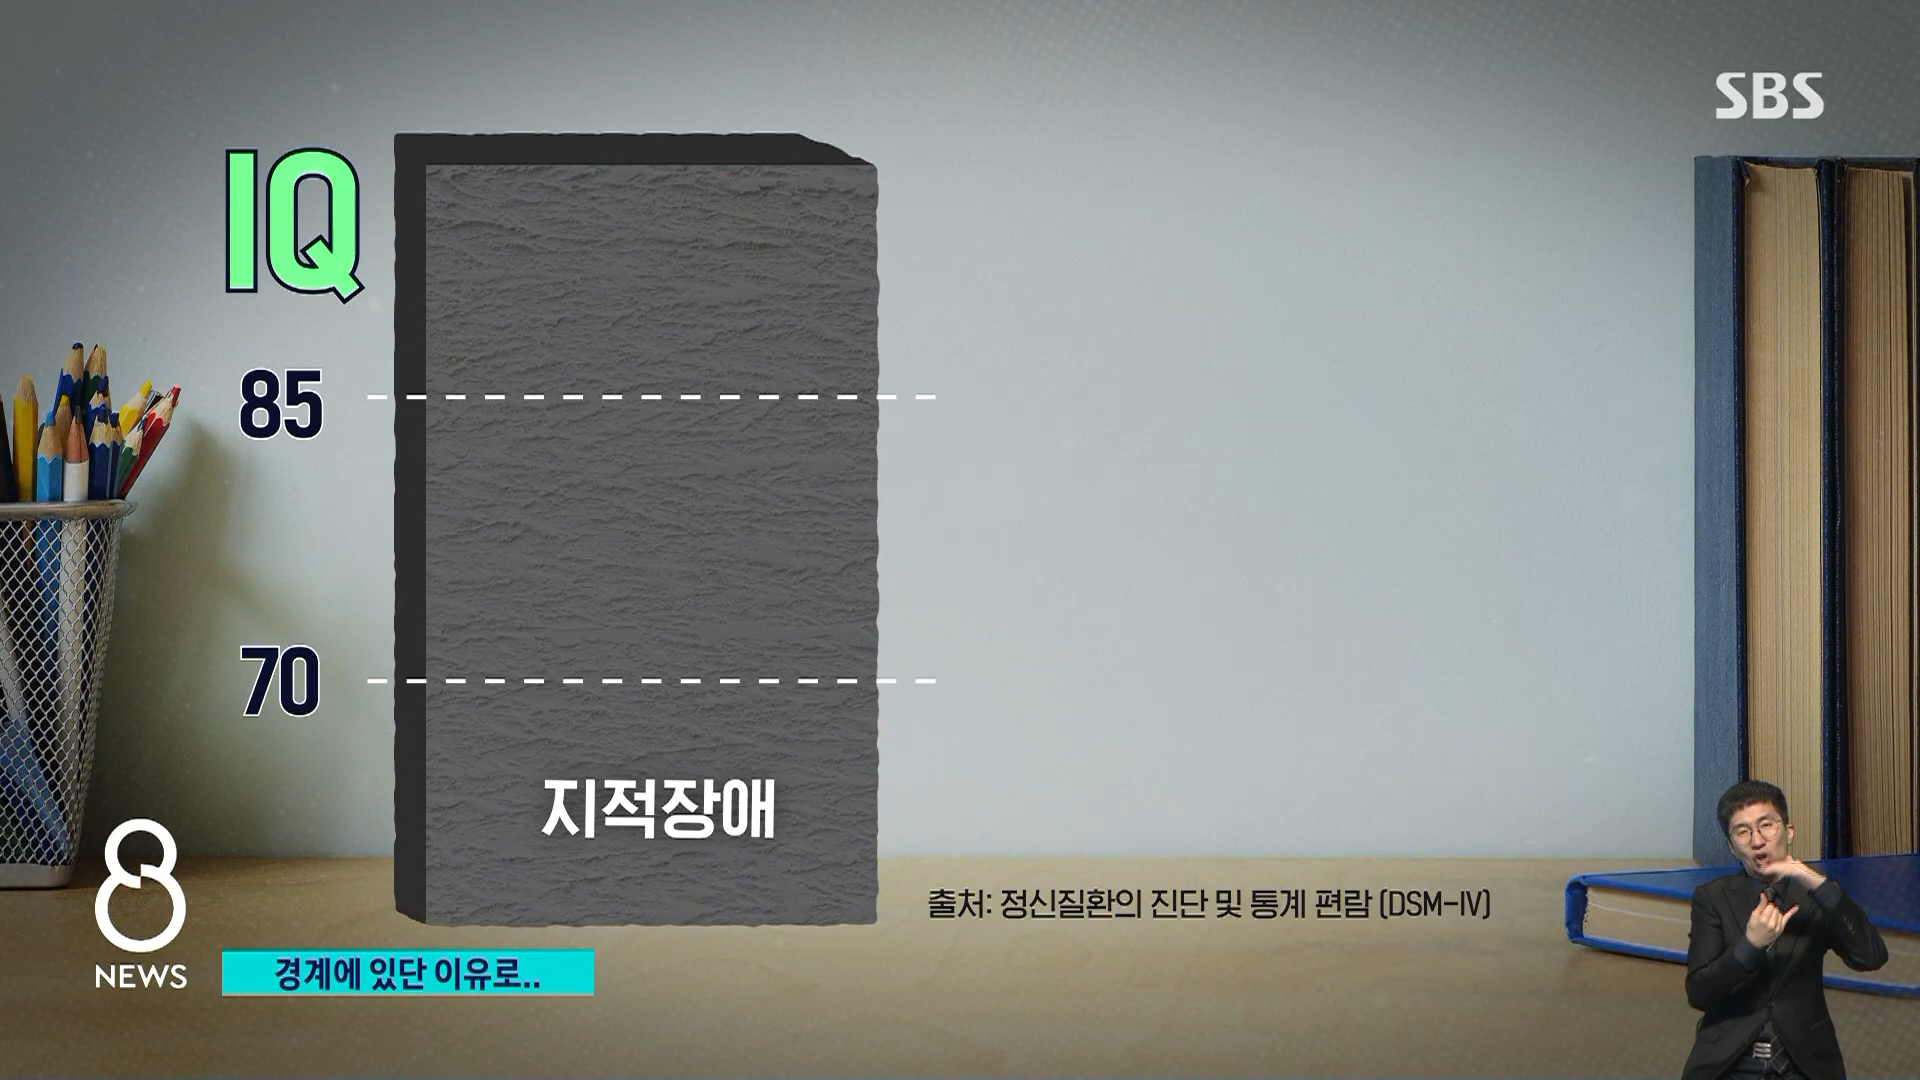 SBS
IQ
85
70
지적장애
출처: 정신질환의 진단 및 통계 편람 (DSM-IV)
8
NEWS
경계에 있단 이유로..